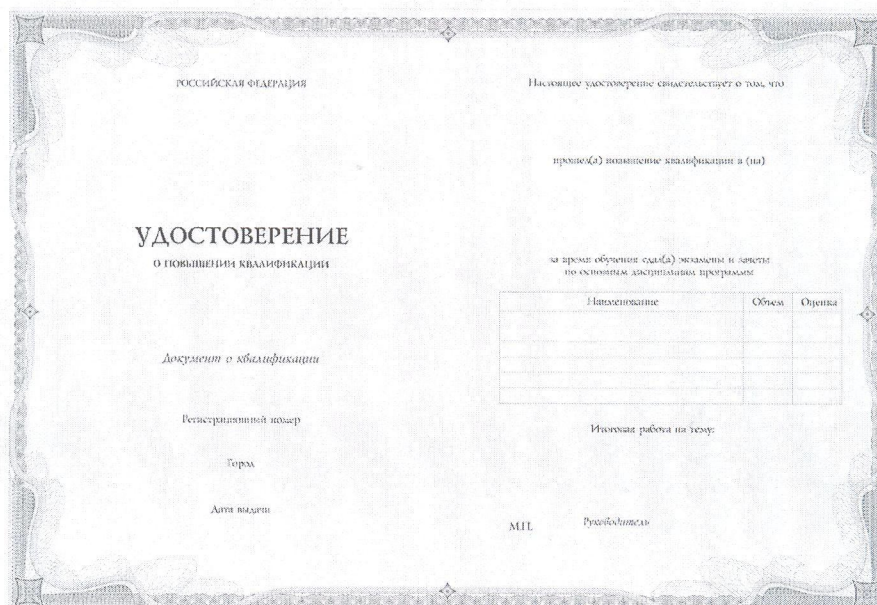 РОССИЙСКАЯ ФЕДЕРАЦИЯ
УДОСТОВЕРЕНИЕ
О ПОВЫШЕНИИ КВАЛИФИКАЦИИ
Документ о квалификации
Регистрационный номер
Город
Дата выдачи
Настоящее удостоверение свидетельствует о том, что
прошел(а) повышение квалификации в (на)
за время обучения сдал(а) экзамены и зачеты
по основным дисциплинам программы
Наименование Объем Оценка
Итоговая работа на тему:
М.П. Руководитель